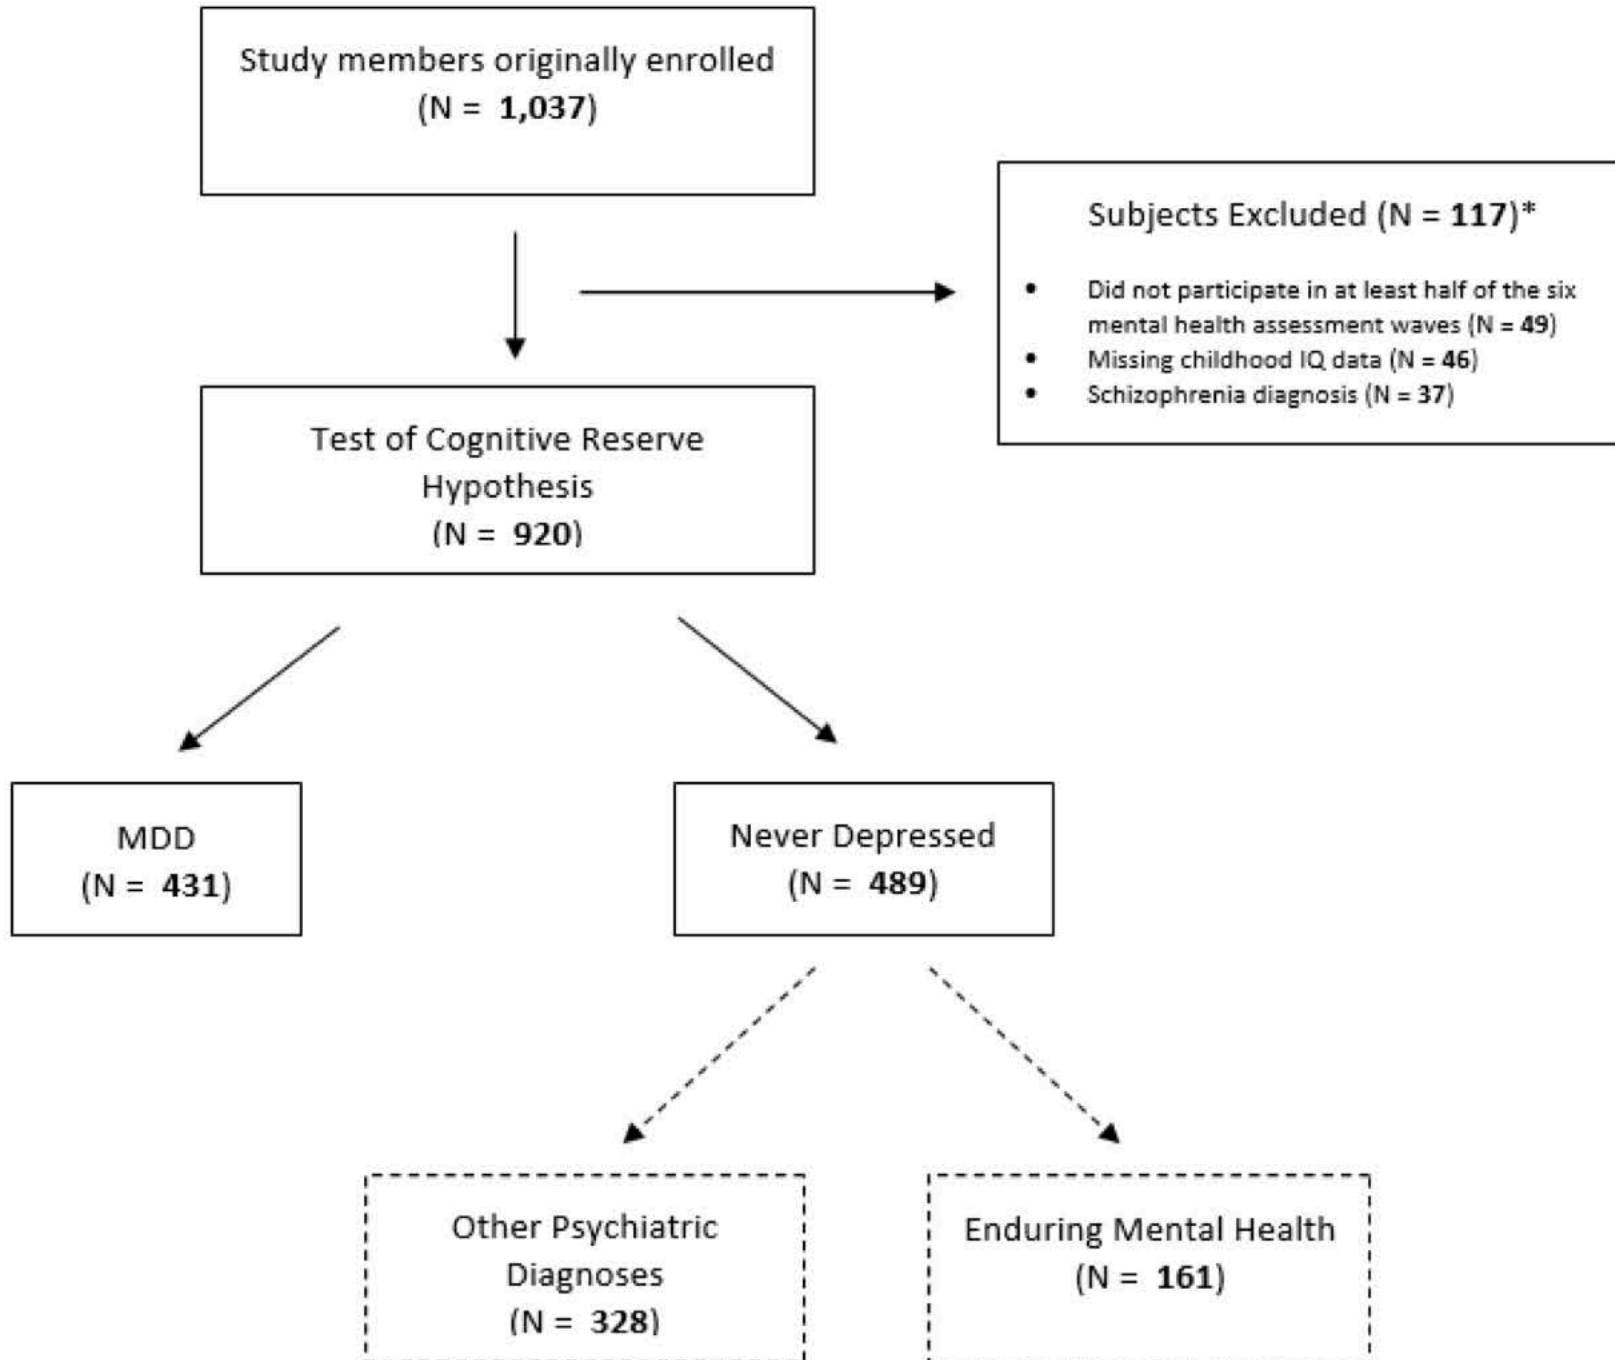 Study members originally enrolled
(N = 1,037)
Subjects Excluded (N = 117)*
• Did not participate in at least half of the six
mental health assessment waves (N = 49)
• Missing childhood IQ data (N = 46)
• Schizophrenia diagnosis (N = 37)
Test of Cognitive Reserve
Hypothesis
(N = 920)
MDD
(N = 431)
Never Depressed
(N = 489)
Other Psychiatric
Diagnoses
(N = 328)
Enduring Mental Health
(N = 161)